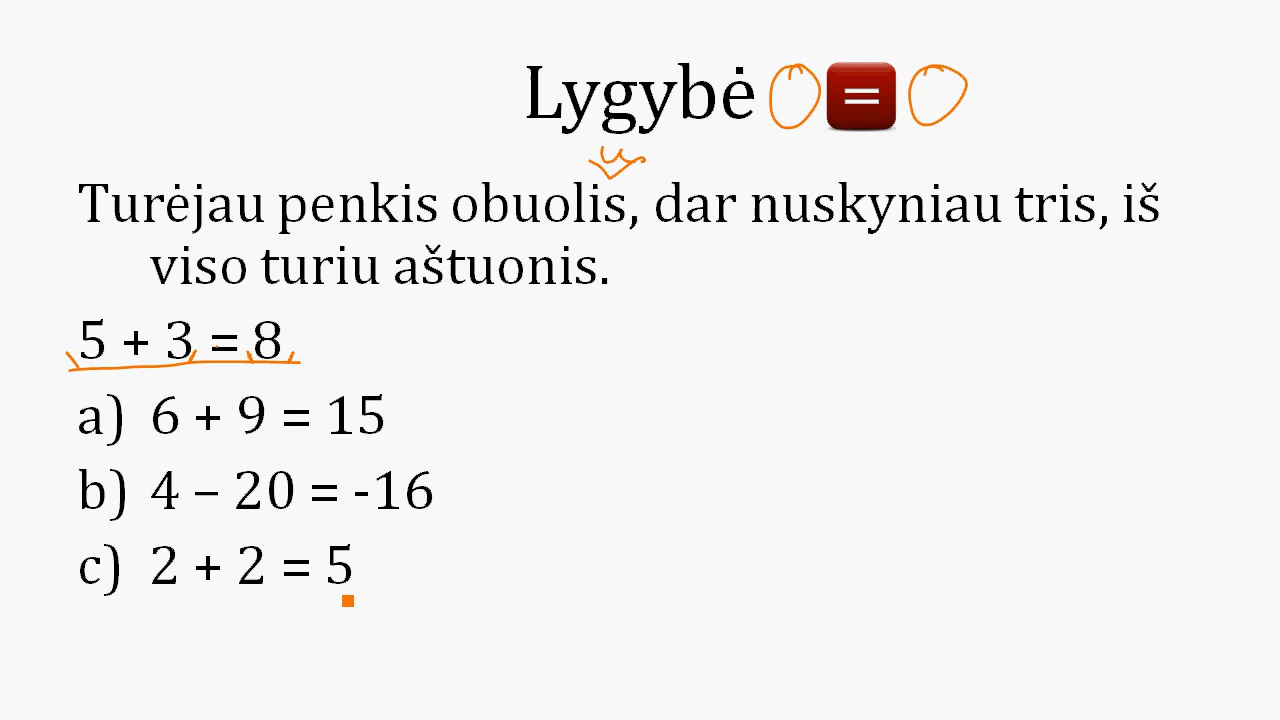 Lygybė =
Turėjau penkis obuolis, dar nuskyniau tris, iš
viso turiu aštuonis.
5 + 3 = 8
a) 6 + 9 = 15
b) 4 – 20 = -16
c) 2 + 2 = 5